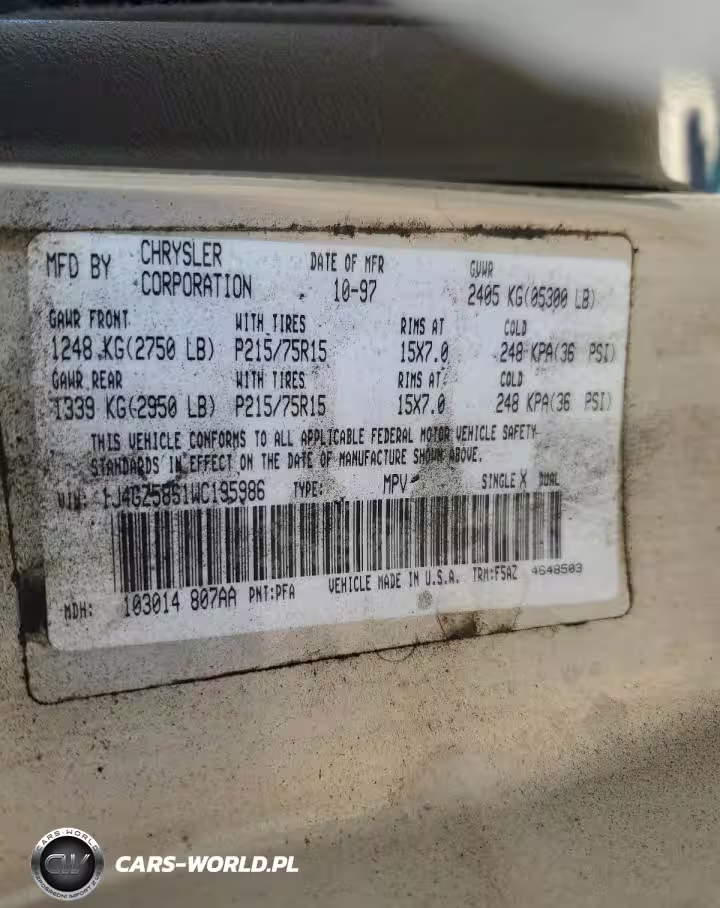 MFD BY CHRYSLER CORPORATION DATE OF MFR 10-97 GVWR 2405 KG(05300 LB)
GAWR FRONT WITH TIRES RIMS AT COLD
1248 KG(2750 LB) P215/75R15 15X7.0 248 KPA(36 PSI)
GAWR REAR WITH TIRES RIMS AT COLD
1339 KG(2950 LB) P215/75R15 15X7.0 248 KPA(36 PSI)
THIS VEHICLE CONFORMS TO ALL APPLICABLE FEDERAL MOTOR VEHICLE SAFETY
STANDARDS IN EFFECT ON THE DATE OF MANUFACTURE SHOWN ABOVE.
VIN: TYPE: MPV SINGLE X DUAL
MDH: 103014 807AA PNT:PFA VEHICLE MADE IN U.S.A. TRM:F5AZ 4648503
CARS-WORLD
CW
CARS-WORLD.PL